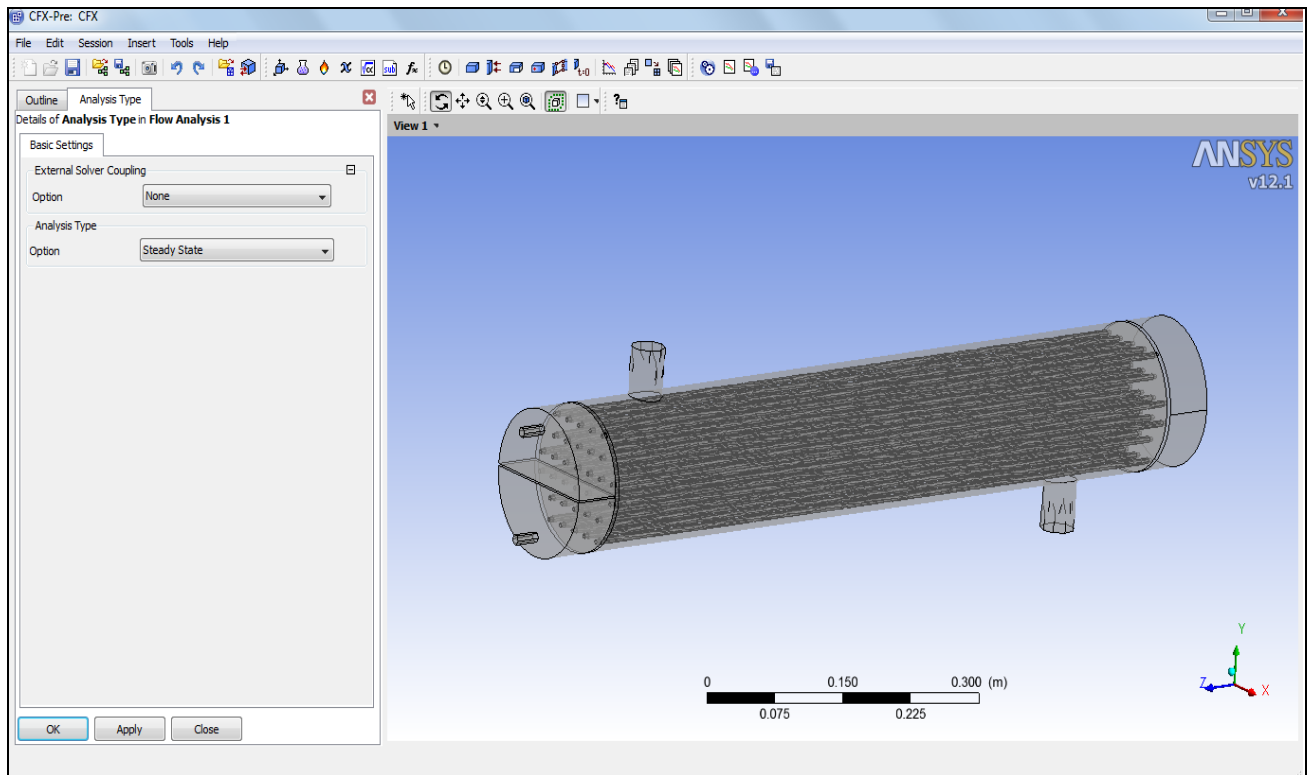 CFX-Pre: CFX
File Edit Session Insert Tools Help
Outline Analysis Type
Details of Analysis Type in Flow Analysis 1
Basic Settings
External Solver Coupling
Option None
Analysis Type
Option Steady State
OK Apply Close
View 1
ANSYS
v12.1
0 0.150 0.300 (m)
0.075 0.225
Y
Z
X